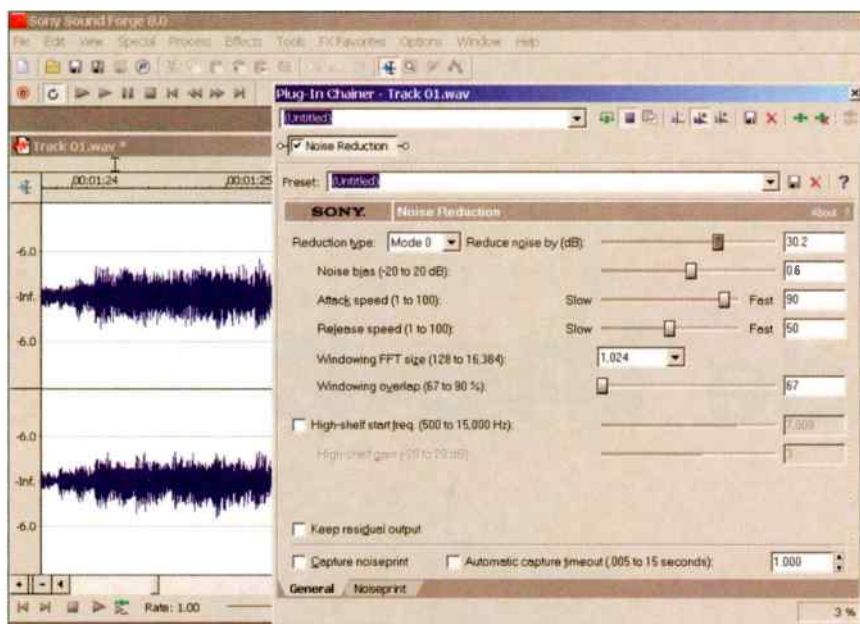 Sony Sound Forge 8.0
File Edit View Special Process Effects Tools FX Favorites Options Window Help
Plug-In Chainer - Track 01.wav
(Untitled)
Noise Reduction
Track 01.wav *
,00:01:24 ,00:01:25
Preset: (Untitled)
SONY. Noise Reduction About ?
Reduction type: Mode 0 Reduce noise by (dB): 30.2
Noise bias (-20 to 20 dB): 0.6
Attack speed (1 to 100): Slow Fast 90
Release speed (1 to 100): Slow Fast 50
Windowing FFT size (128 to 16,384): 1,024
Windowing overlap (67 to 90 %): 67
High-shelf start freq. (500 to 15,000 Hz): 7,000
High-shelf gain (-20 to 20 dB): 3
-6.0
-Inf.
-6.0
-6.0
-Inf.
-6.0
Keep residual output
Capture noiseprint Automatic capture timeout (.005 to 15 seconds): 1.000
General Noiseprint
Rate: 1.00
3 %